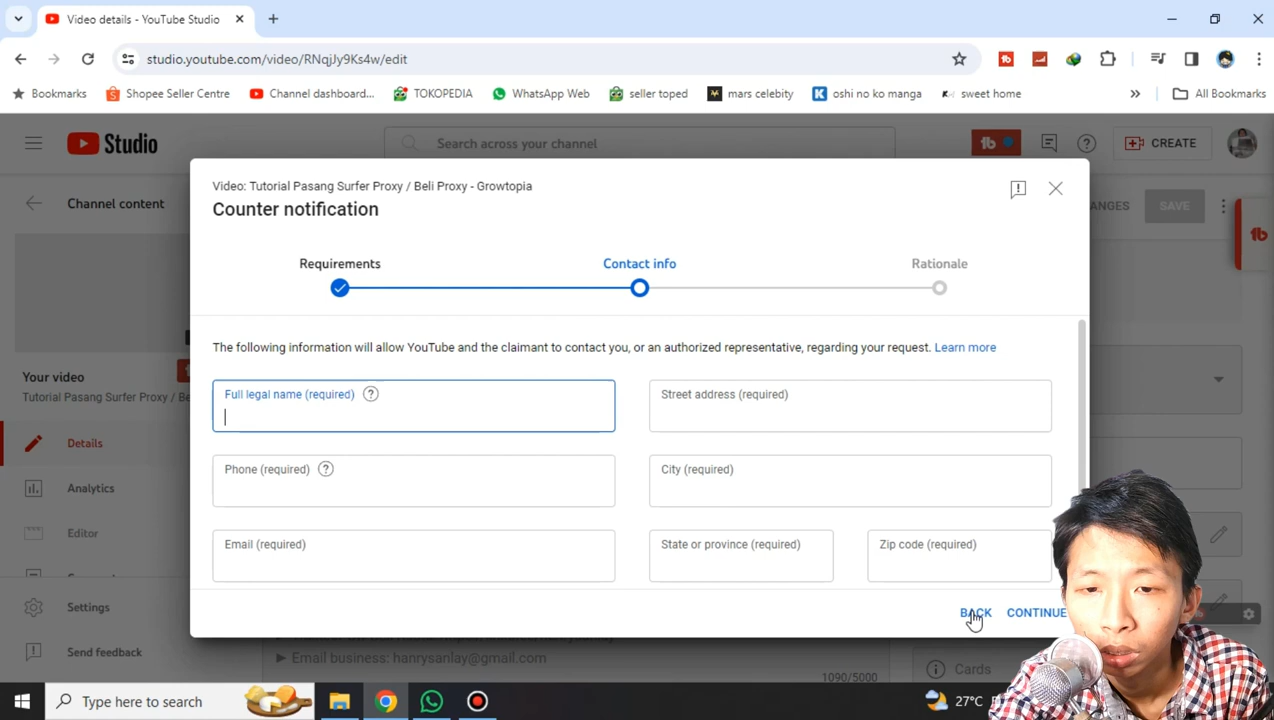 Video details - YouTube Studio
studio.youtube.com/video/RNqjJy9Ks4w/edit
Bookmarks
Shopee Seller Centre
Channel dashboard...
TOKOPEDIA
WhatsApp Web
seller toped
mars celebity
oshi no ko manga
sweet home
All Bookmarks
Studio
Search across your channel
CREATE
Channel content
ANGES
SAVE
Video: Tutorial Pasang Surfer Proxy / Beli Proxy - Growtopia
Counter notification
Requirements
Contact info
Rationale
The following information will allow YouTube and the claimant to contact you, or an authorized representative, regarding your request. Learn more
Full legal name (required)
Street address (required)
Phone (required)
City (required)
Email (required)
State or province (required)
Zip code (required)
BACK
CONTINUE
Your video
Tutorial Pasang Surfer Proxy / Be
Details
Analytics
Editor
Settings
Send feedback
Email business: hanrysanlay@gmail.com
1090/5000
Cards
Type here to search
27°C